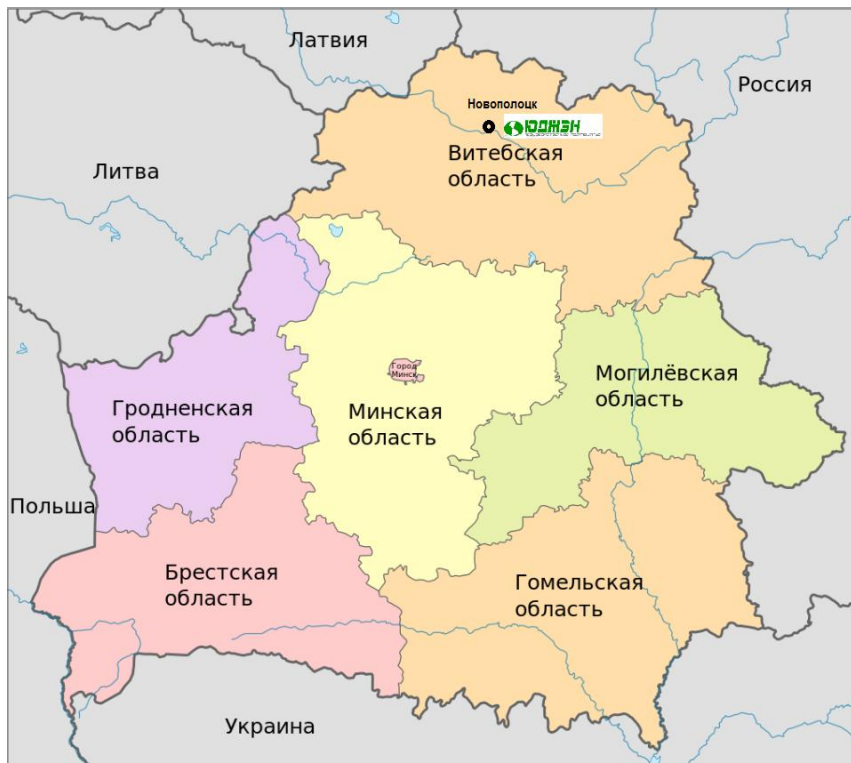 Латвия
Россия
Новополоцк
ЮДЖЭН
Витебская
область
Литва
Город
Минск
Могилёвская
область
Гродненская
область
Минская
область
Польша
Брестская
область
Гомельская
область
Украина